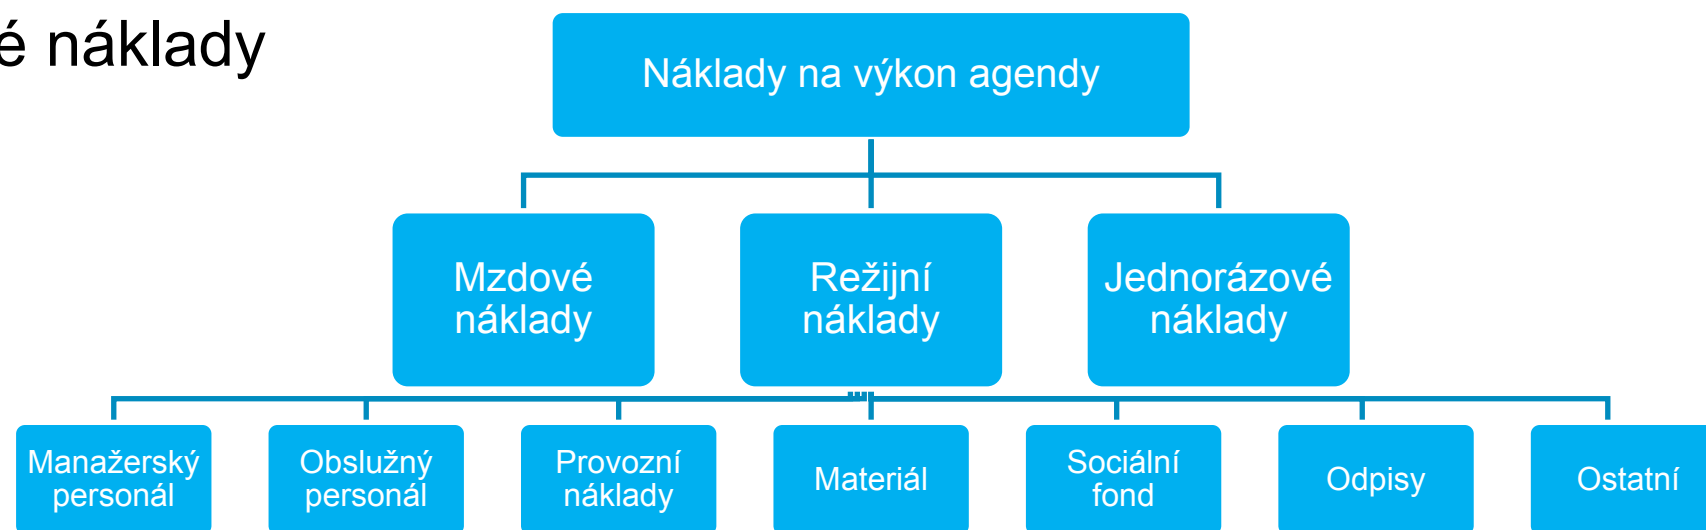 é náklady
Náklady na výkon agendy
Mzdové
náklady
Režijní
náklady
Jednorázové
náklady
Manažerský
personál
Obslužný
personál
Provozní
náklady
Materiál
Sociální
fond
Odpisy
Ostatní